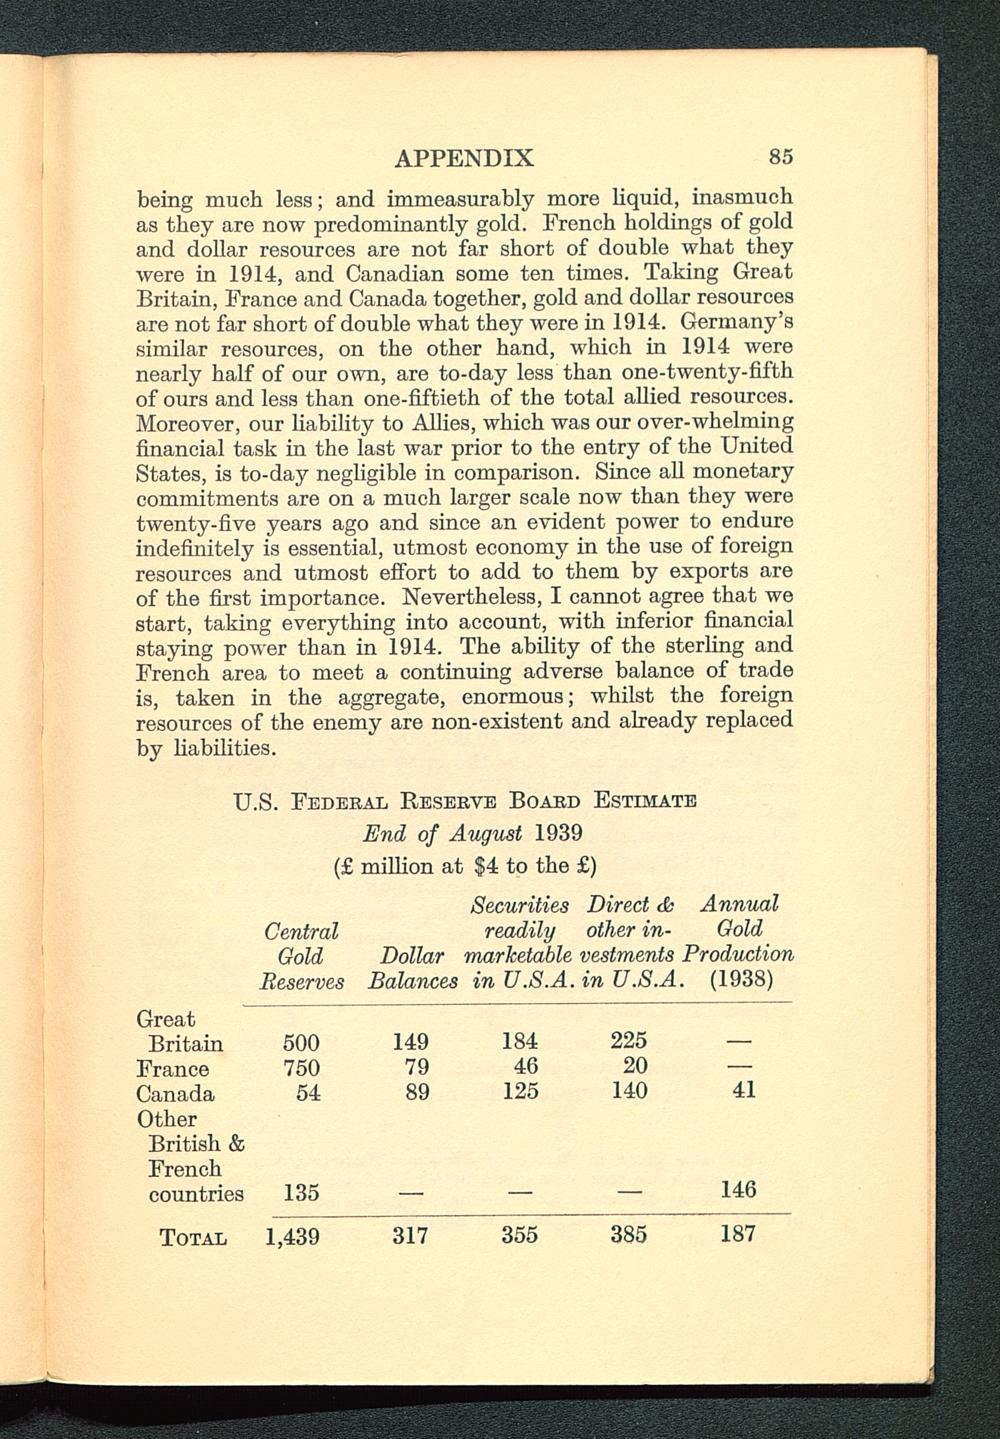 APPENDIX 85
being much less; and immeasurably more liquid, inasmuch
as they are now predominantly gold. French holdings of gold
and dollar resources are not far short of double what they
were in 1914, and Canadian some ten times. Taking Great
Britain, France and Canada together, gold and dollar resources
are not far short of double what they were in 1914. Germany's
similar resources, on the other hand, which in 1914 were
nearly half of our own, are to-day less than one-twenty-fifth
of ours and less than one-fiftieth of the total allied resources.
Moreover, our liability to Allies, which was our over-whelming
financial task in the last war prior to the entry of the United
States, is to-day negligible in comparison. Since all monetary
commitments are on a much larger scale now than they were
twenty-five years ago and since an evident power to endure
indefinitely is essential, utmost economy in the use of foreign
resources and utmost effort to add to them by exports are
of the first importance. Nevertheless, I cannot agree that we
start, taking everything into account, with inferior financial
staying power than in 1914. The ability of the sterling and
French area to meet a continuing adverse balance of trade
is, taken in the aggregate, enormous; whilst the foreign
resources of the enemy are non-existent and already replaced
by liabilities.
U.S. FEDERAL RESERVE BOARD ESTIMATE
End of August 1939
(£ million at $4 to the £)
Securities Direct & Annual
Central readily other in- Gold
Gold Dollar marketable vestments Production
Reserves Balances in U.S.A. in U.S.A. (1938)
Great
Britain 500 149 184 225 —
France 750 79 46 20 —
Canada 54 89 125 140 41
Other
British &
French
countries 135 — — — 146
TOTAL 1,439 317 355 385 187